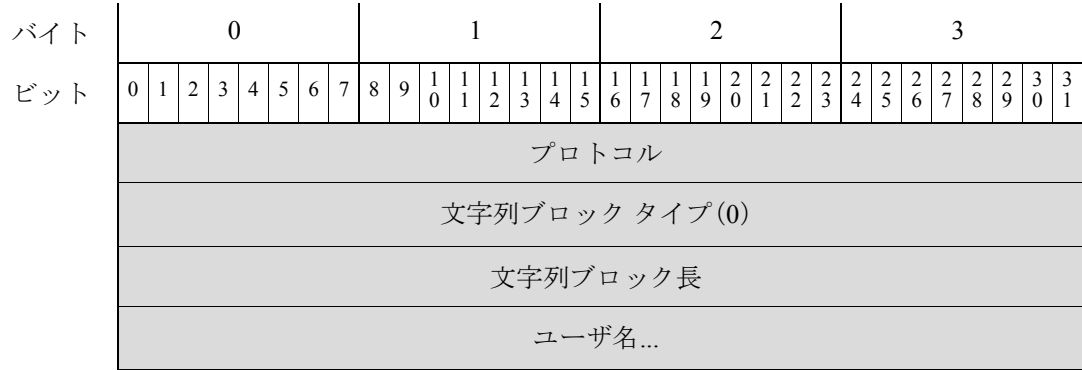 バイト 0 1 2 3
ビット 0 1 2 3 4 5 6 7 8 9 10 11 12 13 14 15 16 17 18 19 20 21 22 23 24 25 26 27 28 29 30 31
プロトコル
文字列ブロック タイプ(0)
文字列ブロック長
ユーザ名...